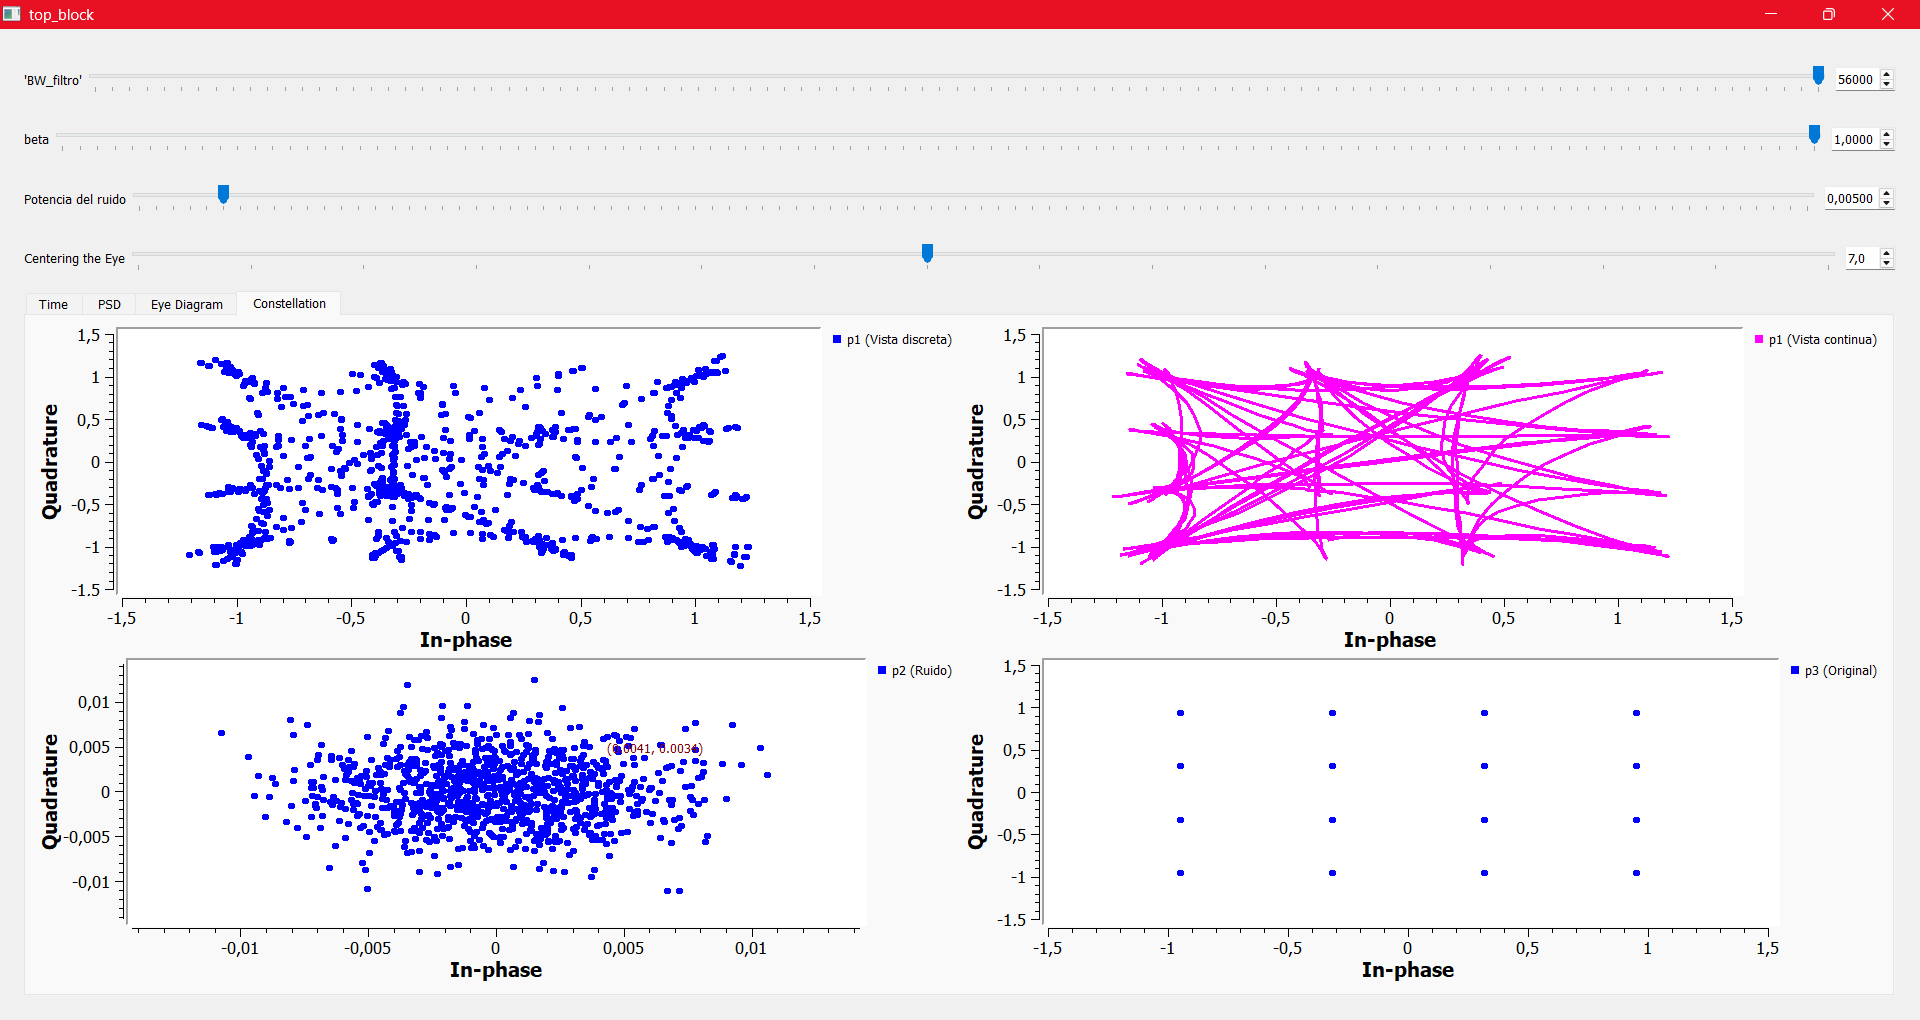 top_block
'BW_filtro' 56000
beta 1,0000
Potencia del ruido 0,00500
Centering the Eye 7,0
Time PSD Eye Diagram Constellation
p1 (Vista discreta)
Quadrature
1,5
1
0,5
0
-0,5
-1
-1.5
-1,5 -1 -0,5 0 0,5 1 1,5
In-phase
p1 (Vista continua)
Quadrature
1,5
1
0,5
0
-0,5
-1
-1.5
-1,5 -1 -0,5 0 0,5 1 1,5
In-phase
p2 (Ruido)
Quadrature
0,01
0,005
0
-0,005
-0,01
(0.0041, 0.0034)
-0,01 -0,005 0 0,005 0,01
In-phase
p3 (Original)
Quadrature
1,5
1
0,5
0
-0,5
-1
-1.5
-1,5 -1 -0,5 0 0,5 1 1,5
In-phase